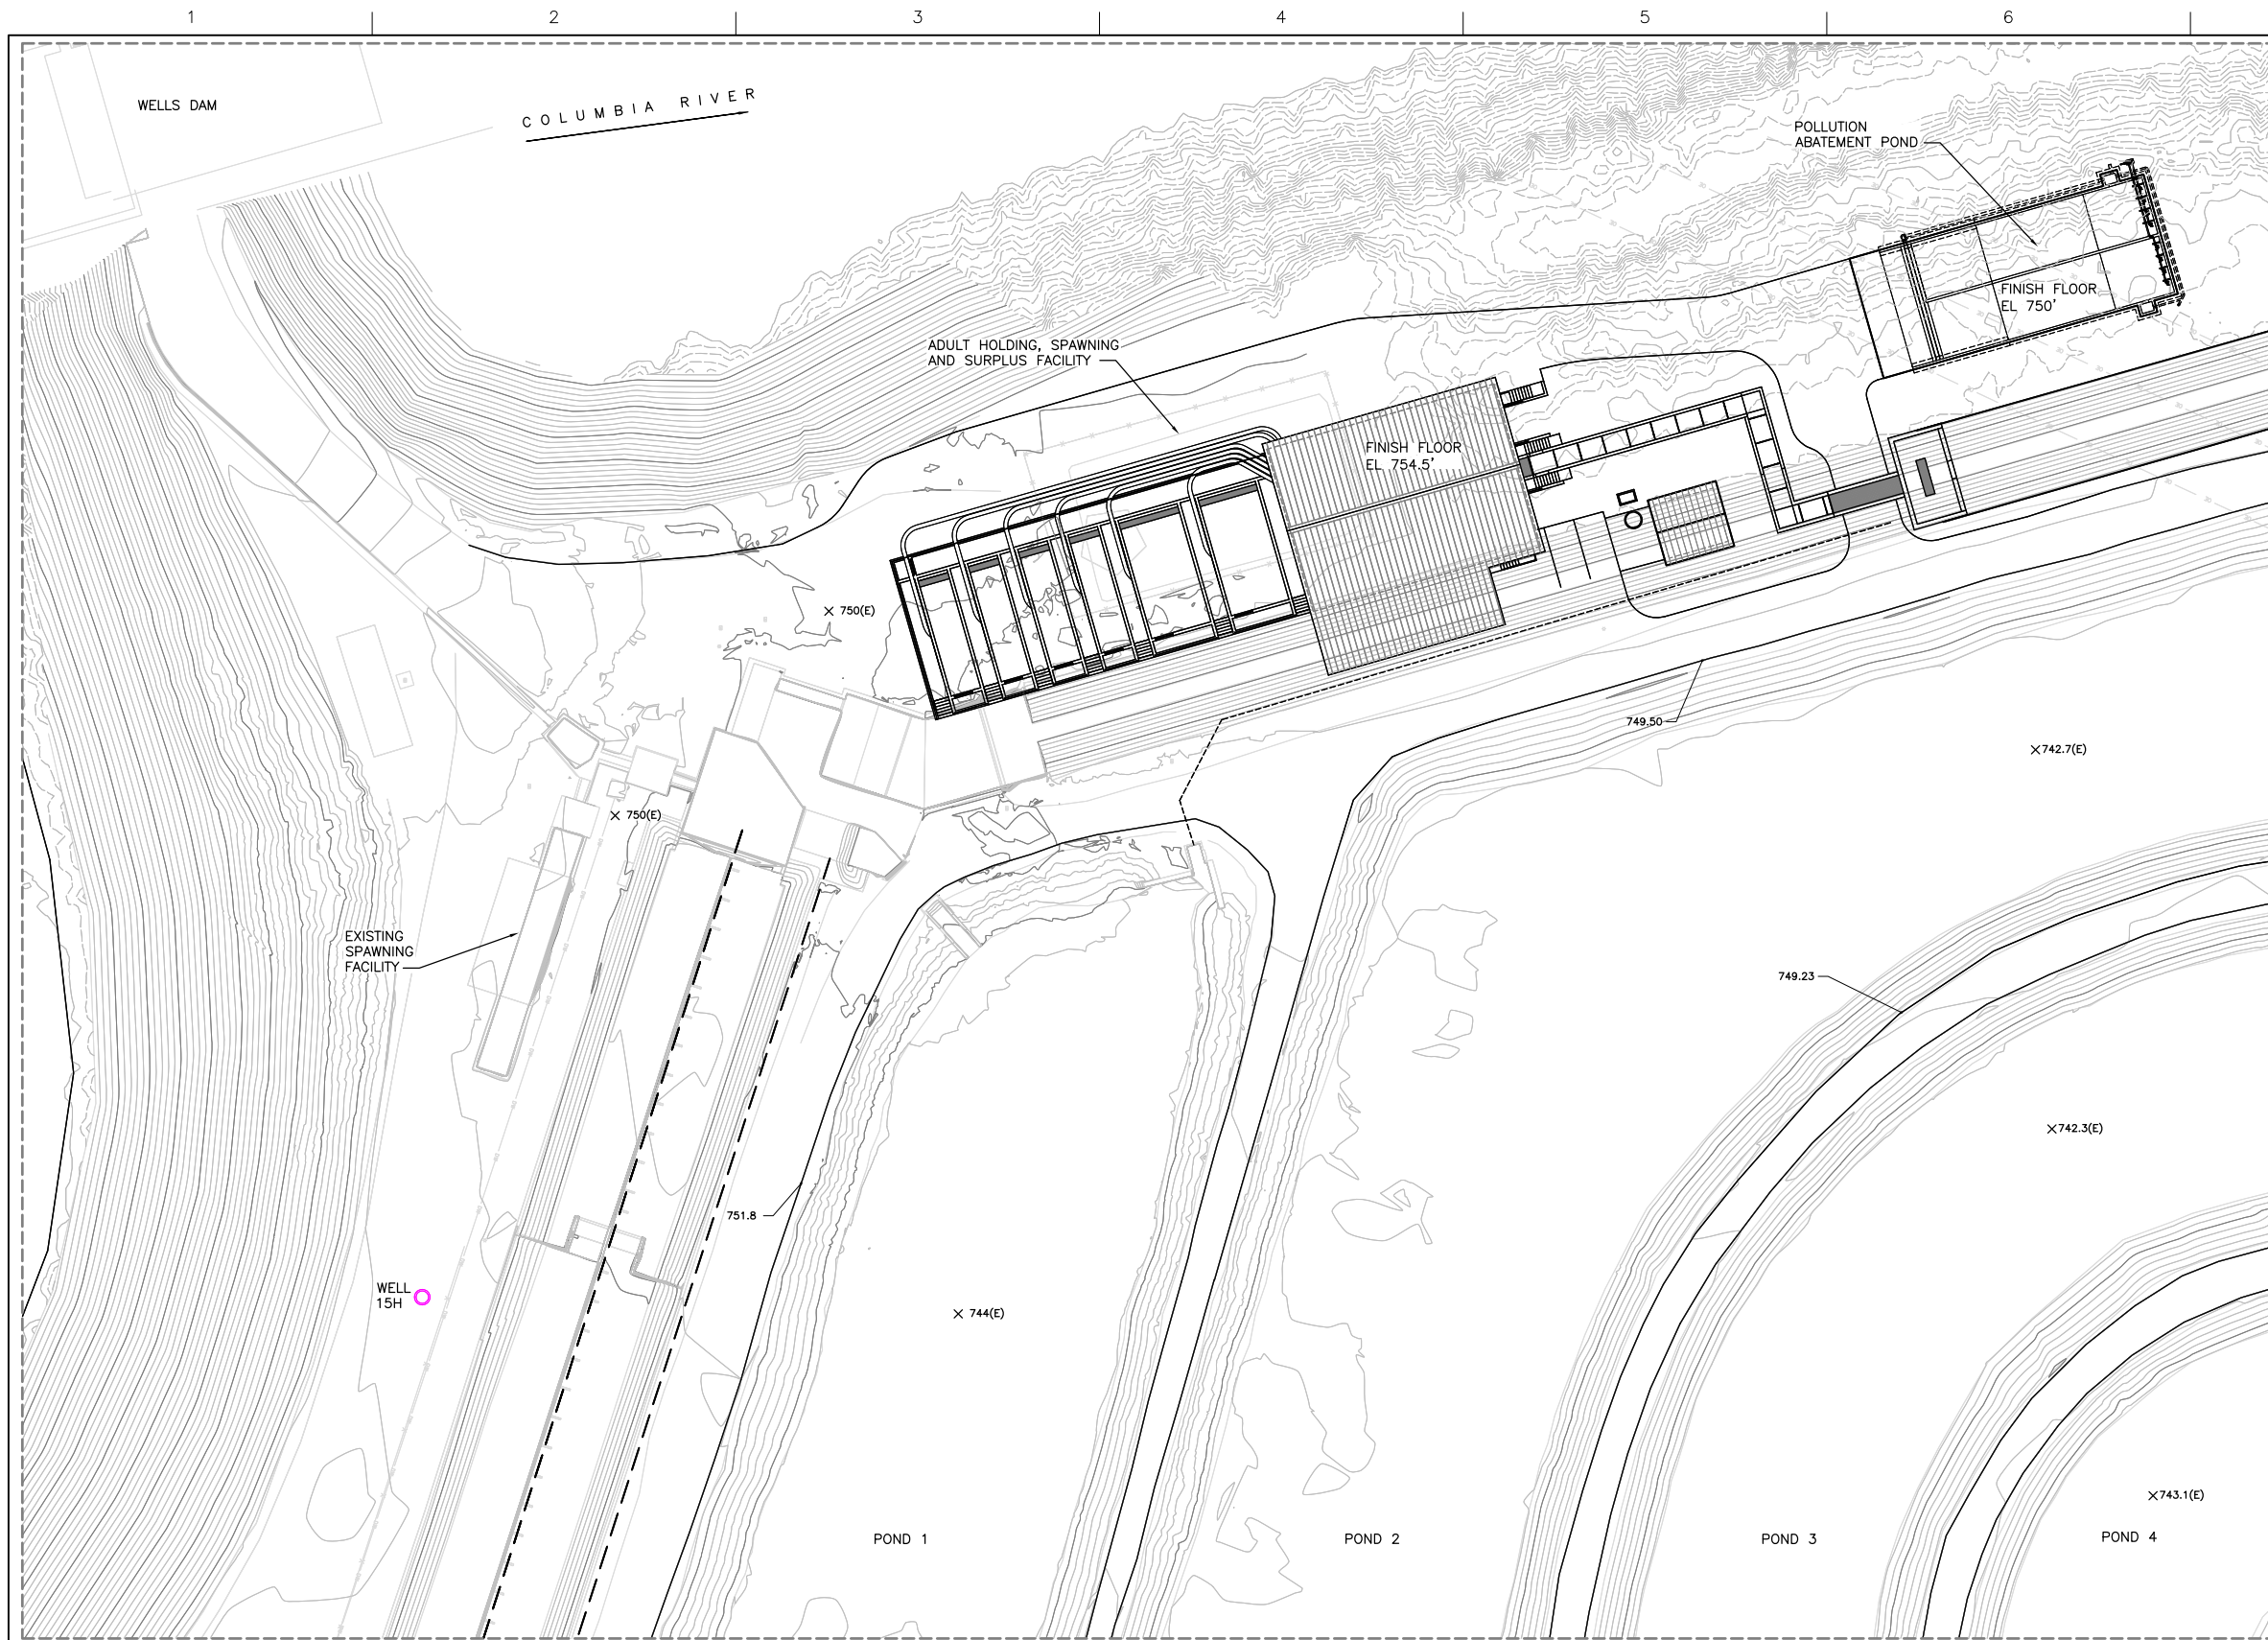 1 2 3 4 5 6
WELLS DAM
COLUMBIA RIVER
POLLUTION
ABATEMENT POND
FINISH FLOOR
EL 750'
ADULT HOLDING, SPAWNING
AND SURPLUS FACILITY
FINISH FLOOR
EL 754.5'
750(E)
749.50
742.7(E)
750(E)
EXISTING
SPAWNING
FACILITY
749.23
742.3(E)
751.8
WELL
15H
744(E)
743.1(E)
POND 1
POND 2
POND 3
POND 4